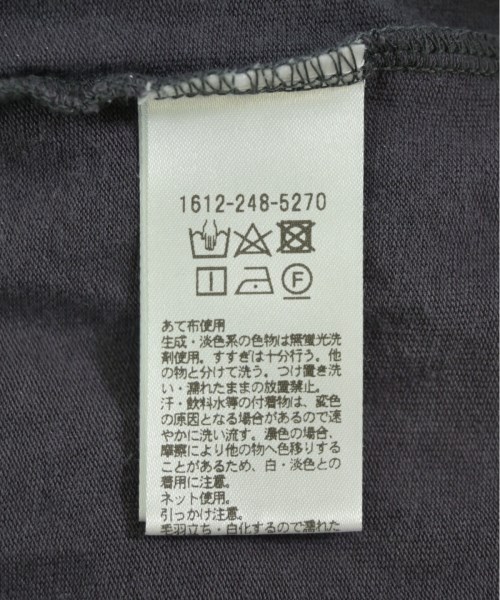 1612-248-5270
F
あて布使用
生成・淡色系の色物は無蛍光洗
剤使用。すすぎは十分行う。他
の物と分けて洗う。つけ置き洗
い・濡れたままの放置禁止。
汗・飲料水等の付着物は、変色
の原因となる場合があるので速
やかに洗い流す。濃色の場合、
摩擦により他の物へ色移りする
ことがあるため、白・淡色との
着用に注意。
ネット使用。
引っかけ注意。
毛羽立ち・白化するので濡れた